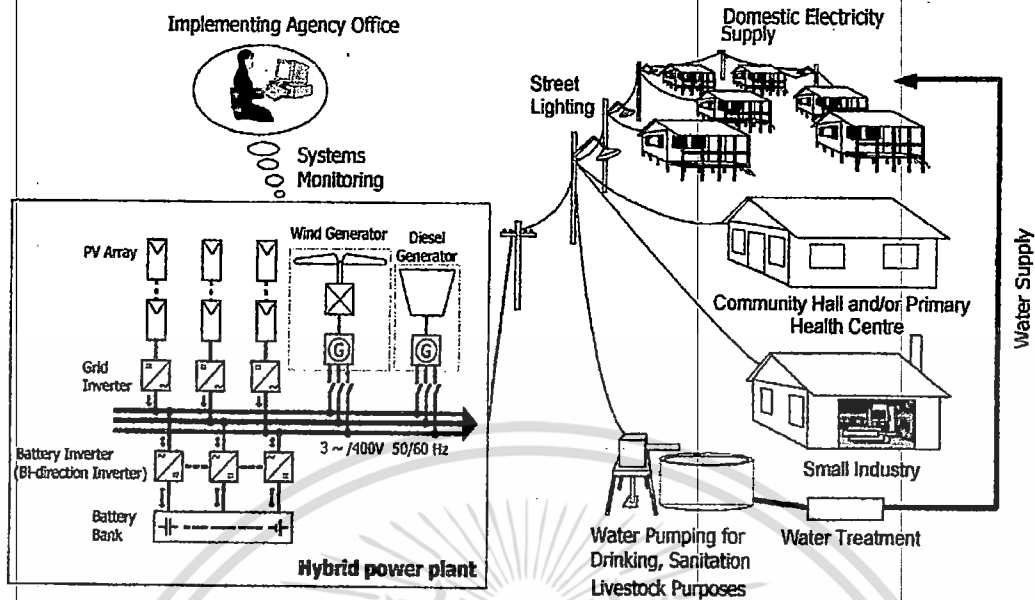 Implementing Agency Office
Domestic Electricity
Supply
Street
Lighting
Systems
Monitoring
PV Array
Wind Generator
Diesel
Generator
G
G
Grid
Inverter
3 ~ /400V 50/60 Hz
Battery Inverter
(Bi-direction Inverter)
Battery
Bank
Hybrid power plant
Community Hall and/or Primary
Health Centre
Small Industry
Water Supply
Water Pumping for
Drinking, Sanitation
Livestock Purposes
Water Treatment